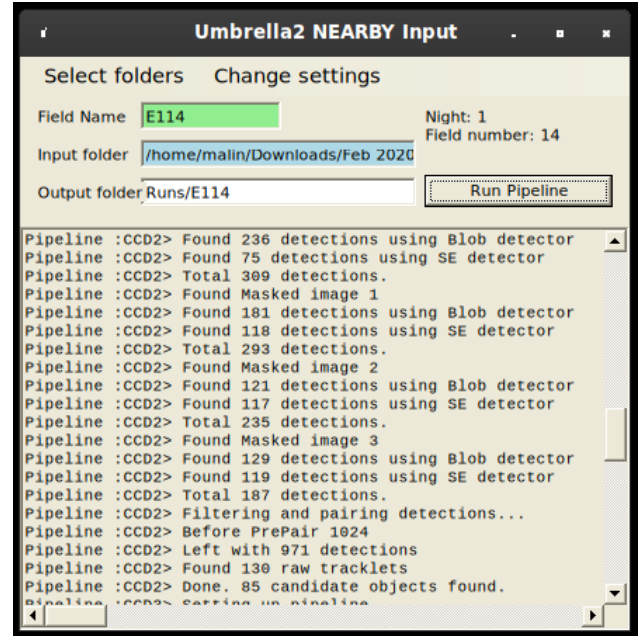 Umbrella2 NEARBY Input
Select folders Change settings
Field Name E114
Night: 1
Field number: 14
Input folder /home/malin/Downloads/Feb 2020
Output folder Runs/E114
Run Pipeline
Pipeline :CCD2> Found 236 detections using Blob detector
Pipeline :CCD2> Found 75 detections using SE detector
Pipeline :CCD2> Total 309 detections.
Pipeline :CCD2> Found Masked image 1
Pipeline :CCD2> Found 181 detections using Blob detector
Pipeline :CCD2> Found 118 detections using SE detector
Pipeline :CCD2> Total 293 detections.
Pipeline :CCD2> Found Masked image 2
Pipeline :CCD2> Found 121 detections using Blob detector
Pipeline :CCD2> Found 117 detections using SE detector
Pipeline :CCD2> Total 235 detections.
Pipeline :CCD2> Found Masked image 3
Pipeline :CCD2> Found 129 detections using Blob detector
Pipeline :CCD2> Found 119 detections using SE detector
Pipeline :CCD2> Total 187 detections.
Pipeline :CCD2> Filtering and pairing detections...
Pipeline :CCD2> Before PrePair 1024
Pipeline :CCD2> Left with 971 detections
Pipeline :CCD2> Found 130 raw tracklets
Pipeline :CCD2> Done. 85 candidate objects found.
Pipeline :CCD3> Setting up pipeline